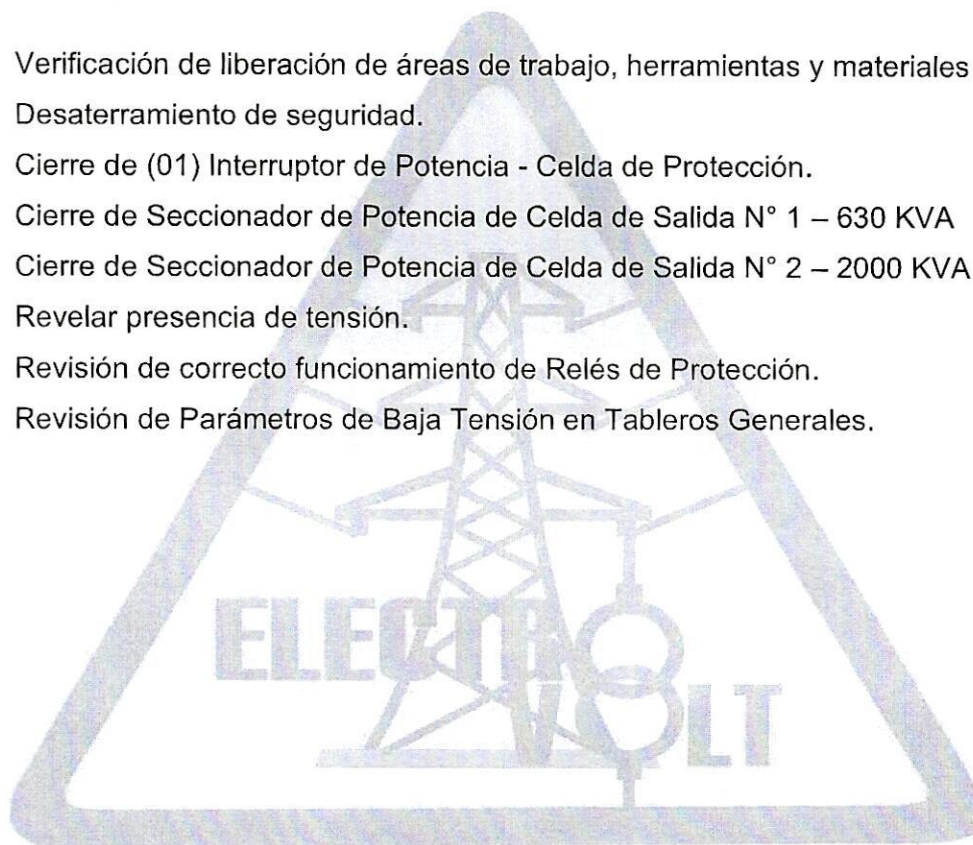 Verificación de liberación de áreas de trabajo, herramientas y materiales
Desaterramiento de seguridad.
Cierre de (01) Interruptor de Potencia - Celda de Protección.
Cierre de Seccionador de Potencia de Celda de Salida N° 1 – 630 KVA
Cierre de Seccionador de Potencia de Celda de Salida N° 2 – 2000 KVA
Revelar presencia de tensión.
Revisión de correcto funcionamiento de Relés de Protección.
Revisión de Parámetros de Baja Tensión en Tableros Generales.
ELECTRO
VOLT